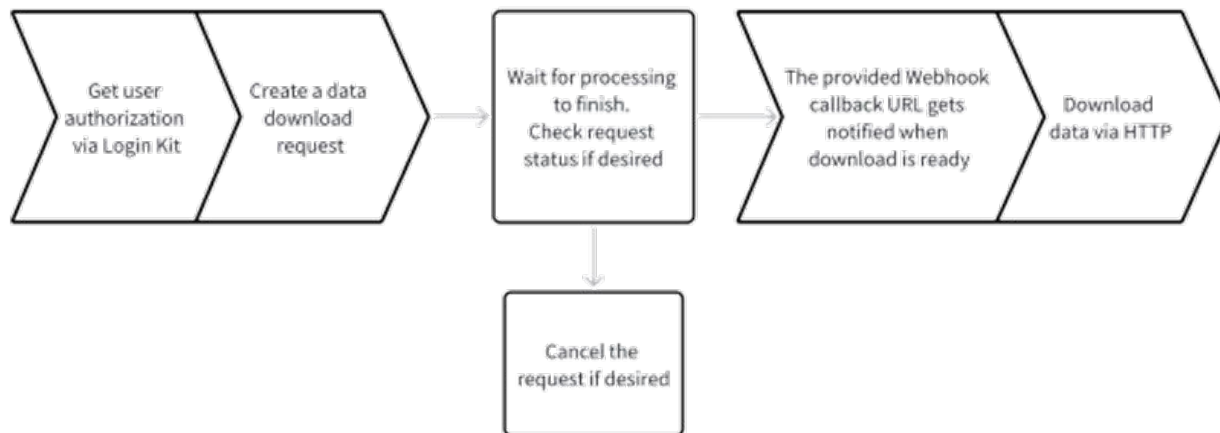 Get user
authorization
via Login Kit
Create a data
download
request
Wait for processing
to finish.
Check request
status if desired
The provided Webhook
callback URL gets
notified when
download is ready
Download
data via HTTP
Cancel the
request if desired